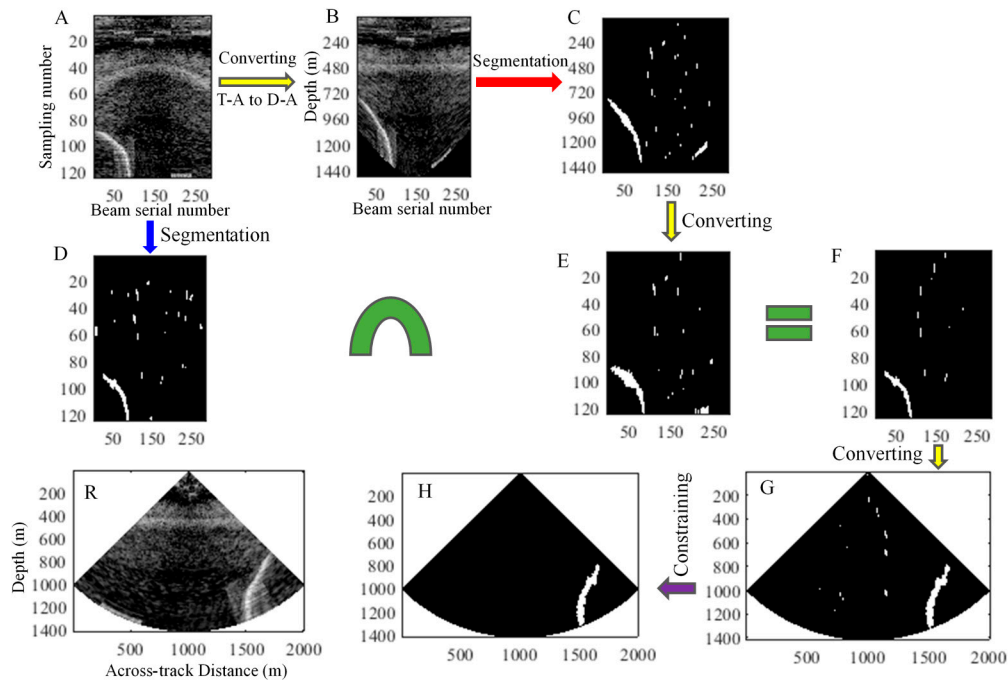 A
B
C
Sampling number
20
40
60
80
100
120
50 150 250
Beam serial number
Converting
T-A to D-A
Depth (m)
240
480
720
960
1200
1440
50 150 250
Beam serial number
Segmentation
240
480
720
960
1200
1440
50 150 250
Segmentation
Converting
D
20
40
60
80
100
120
50 150 250
E
20
40
60
80
100
120
50 150 250
F
20
40
60
80
100
120
50 150 250
Converting
R
Depth (m)
200
400
600
800
1000
1200
1400
500 1000 1500 2000
Across-track Distance (m)
H
200
400
600
800
1000
1200
1400
500 1000 1500 2000
Constraining
G
200
400
600
800
1000
1200
1400
500 1000 1500 2000